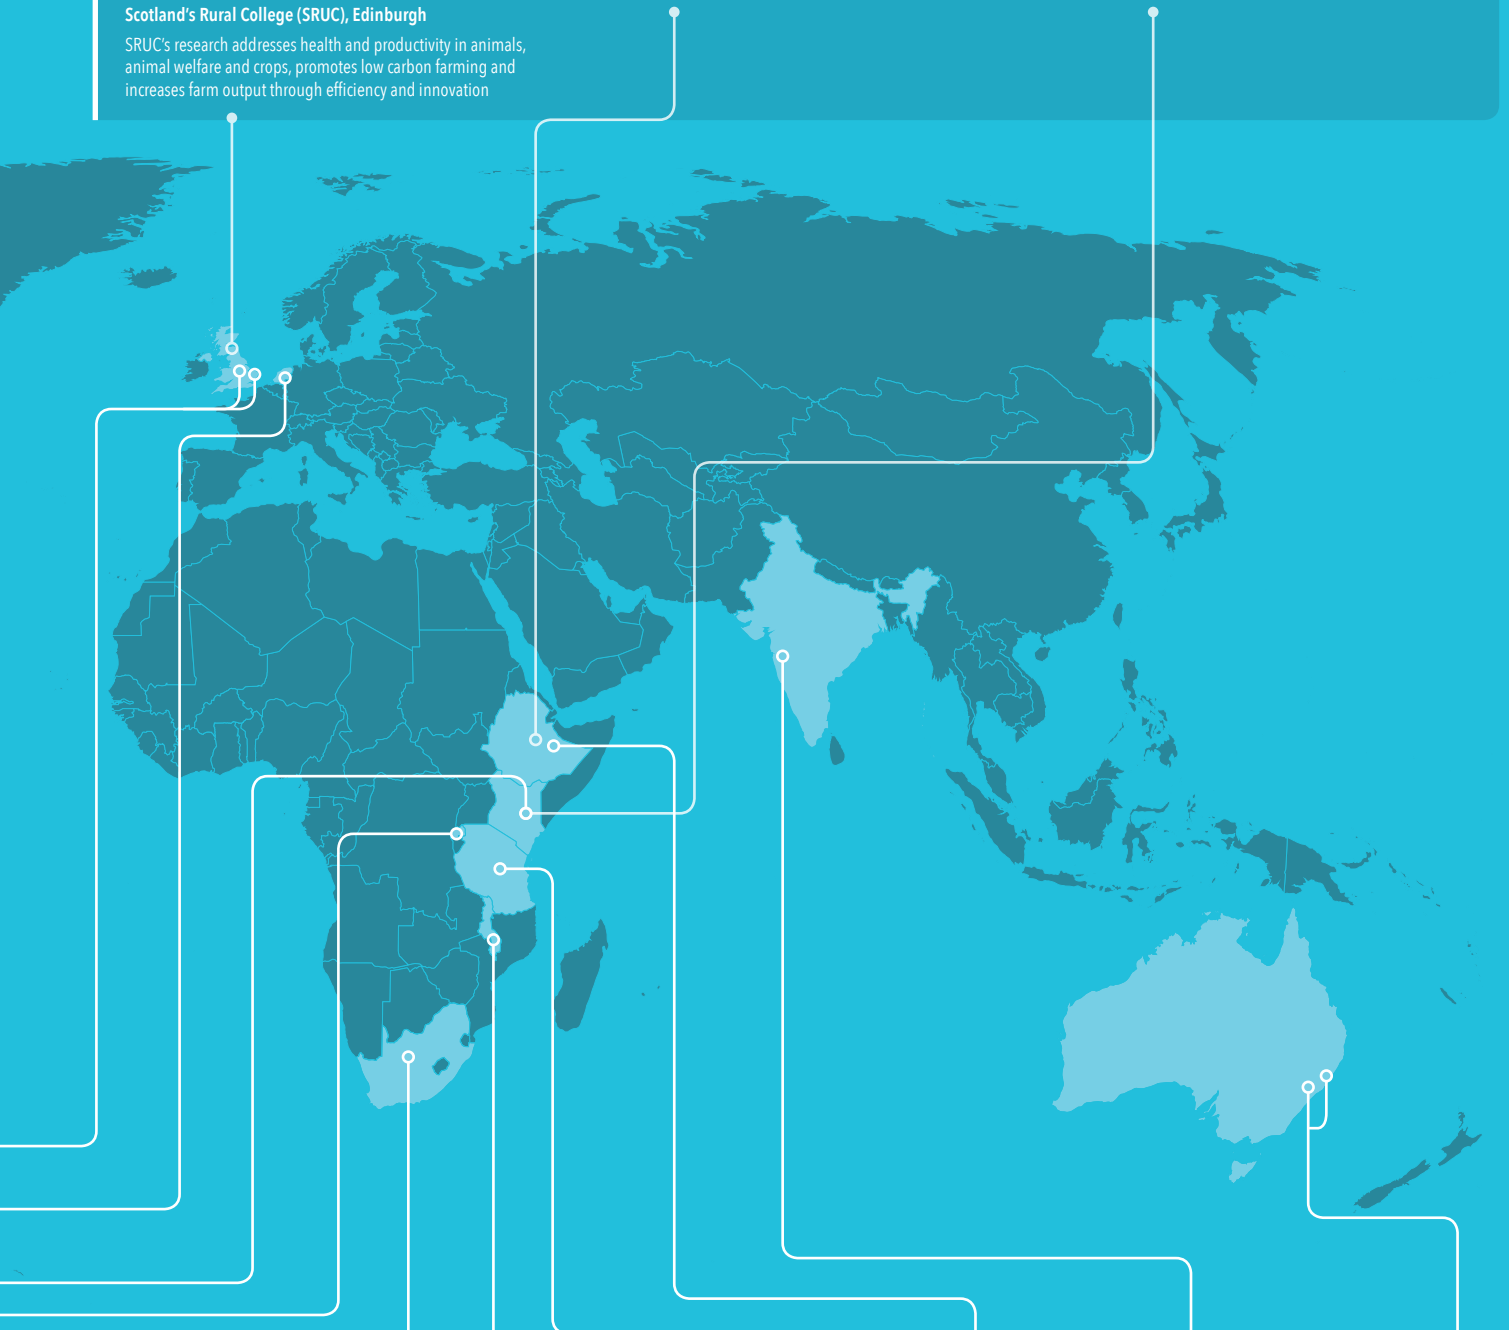 Scotland’s Rural College (SRUC), Edinburgh
SRUC’s research addresses health and productivity in animals,
animal welfare and crops, promotes low carbon farming and
increases farm output through efficiency and innovation